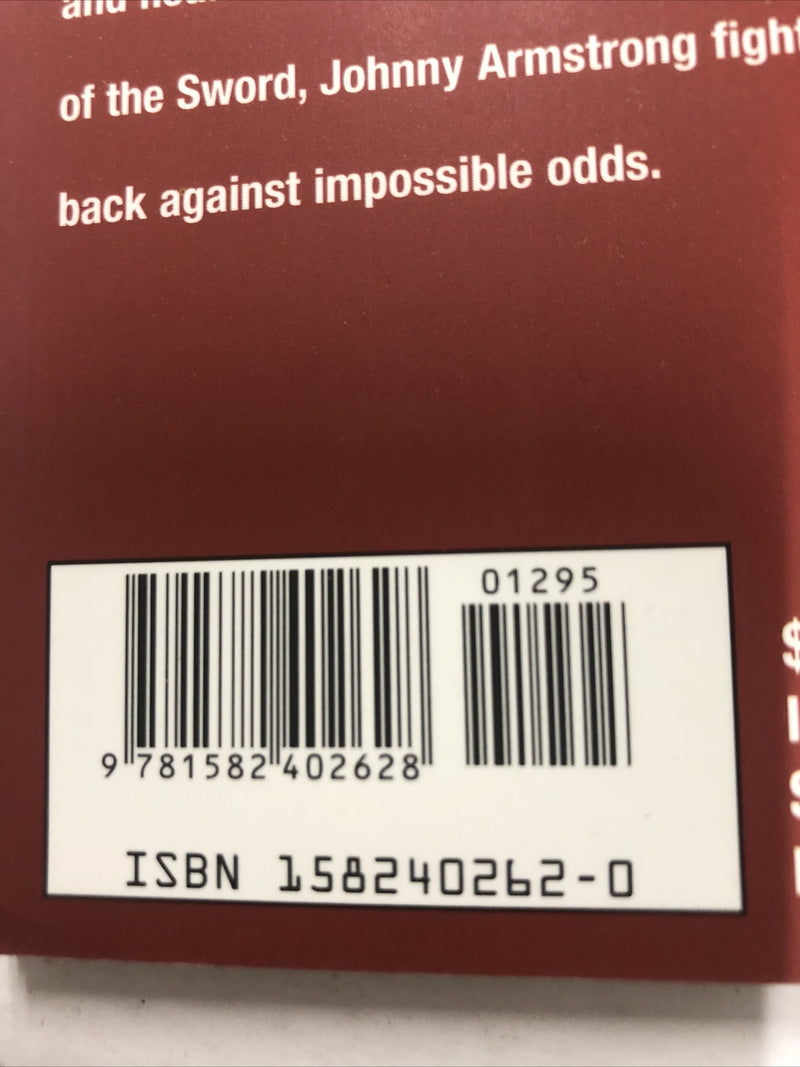 of the Sword, Johnny Armstrong fight
back against impossible odds.
01295
9 781582 402628
ISBN 158240262-0
$